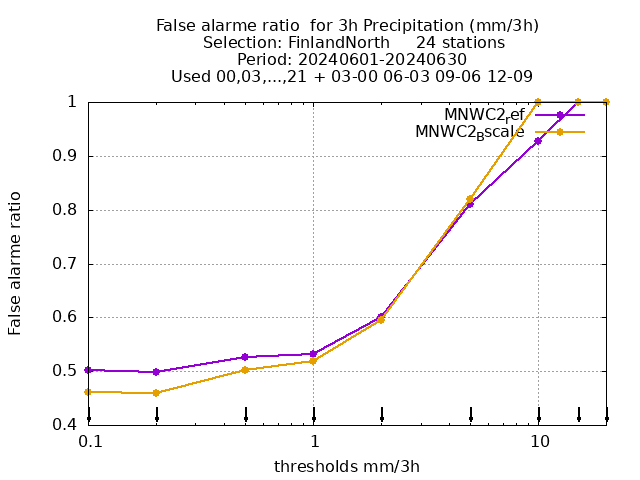 False alarme ratio  for 3h Precipitation (mm/3h)
Selection: FinlandNorth     24 stations
Period: 20240601-20240630
Used 00,03,...,21 + 03-00 06-03 09-06 12-09
MNWC2_ref
MNWC2_Bscale
False alarme ratio
1
0.9
0.8
0.7
0.6
0.5
0.4
0.1 1 10
thresholds mm/3h